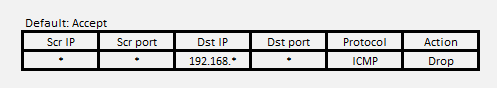 Default: Accept
Scr IP Scr port Dst IP Dst port Protocol Action
* * 192.168.* * ICMP Drop